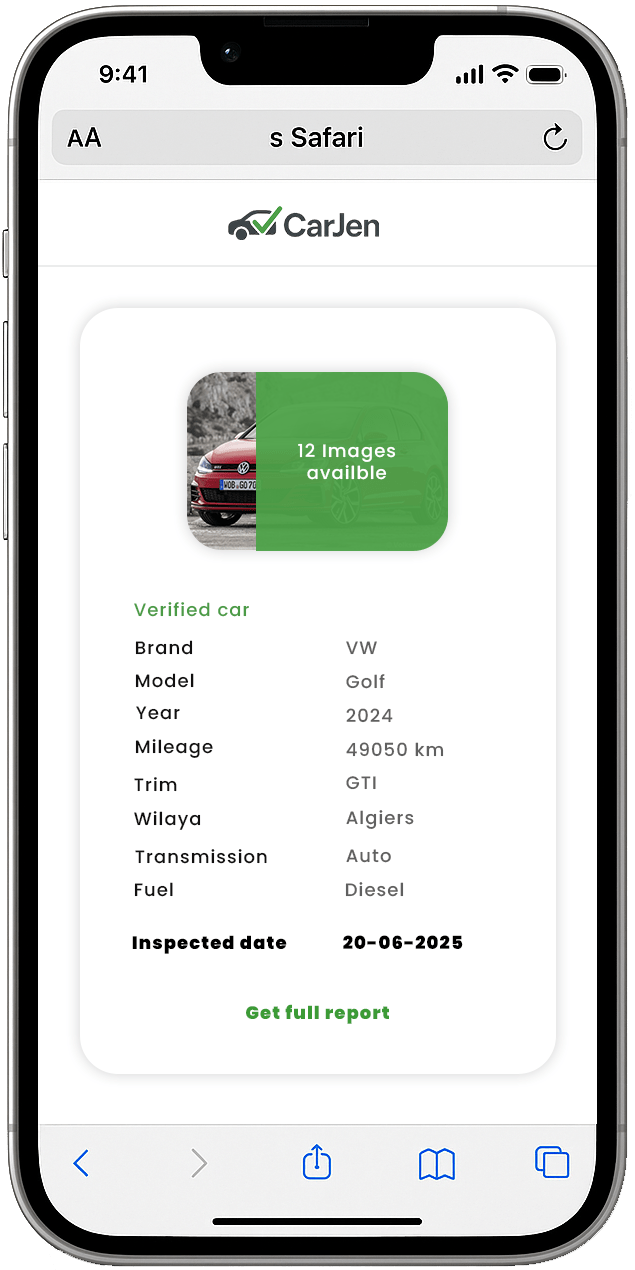 9:41
AA
s Safari
CarJen
WOB GO70
12 Images
availble
Verified car
Brand VW
Model Golf
Year 2024
Mileage 49050 km
Trim GTI
Wilaya Algiers
Transmission Auto
Fuel Diesel
Inspected date 20-06-2025
Get full report